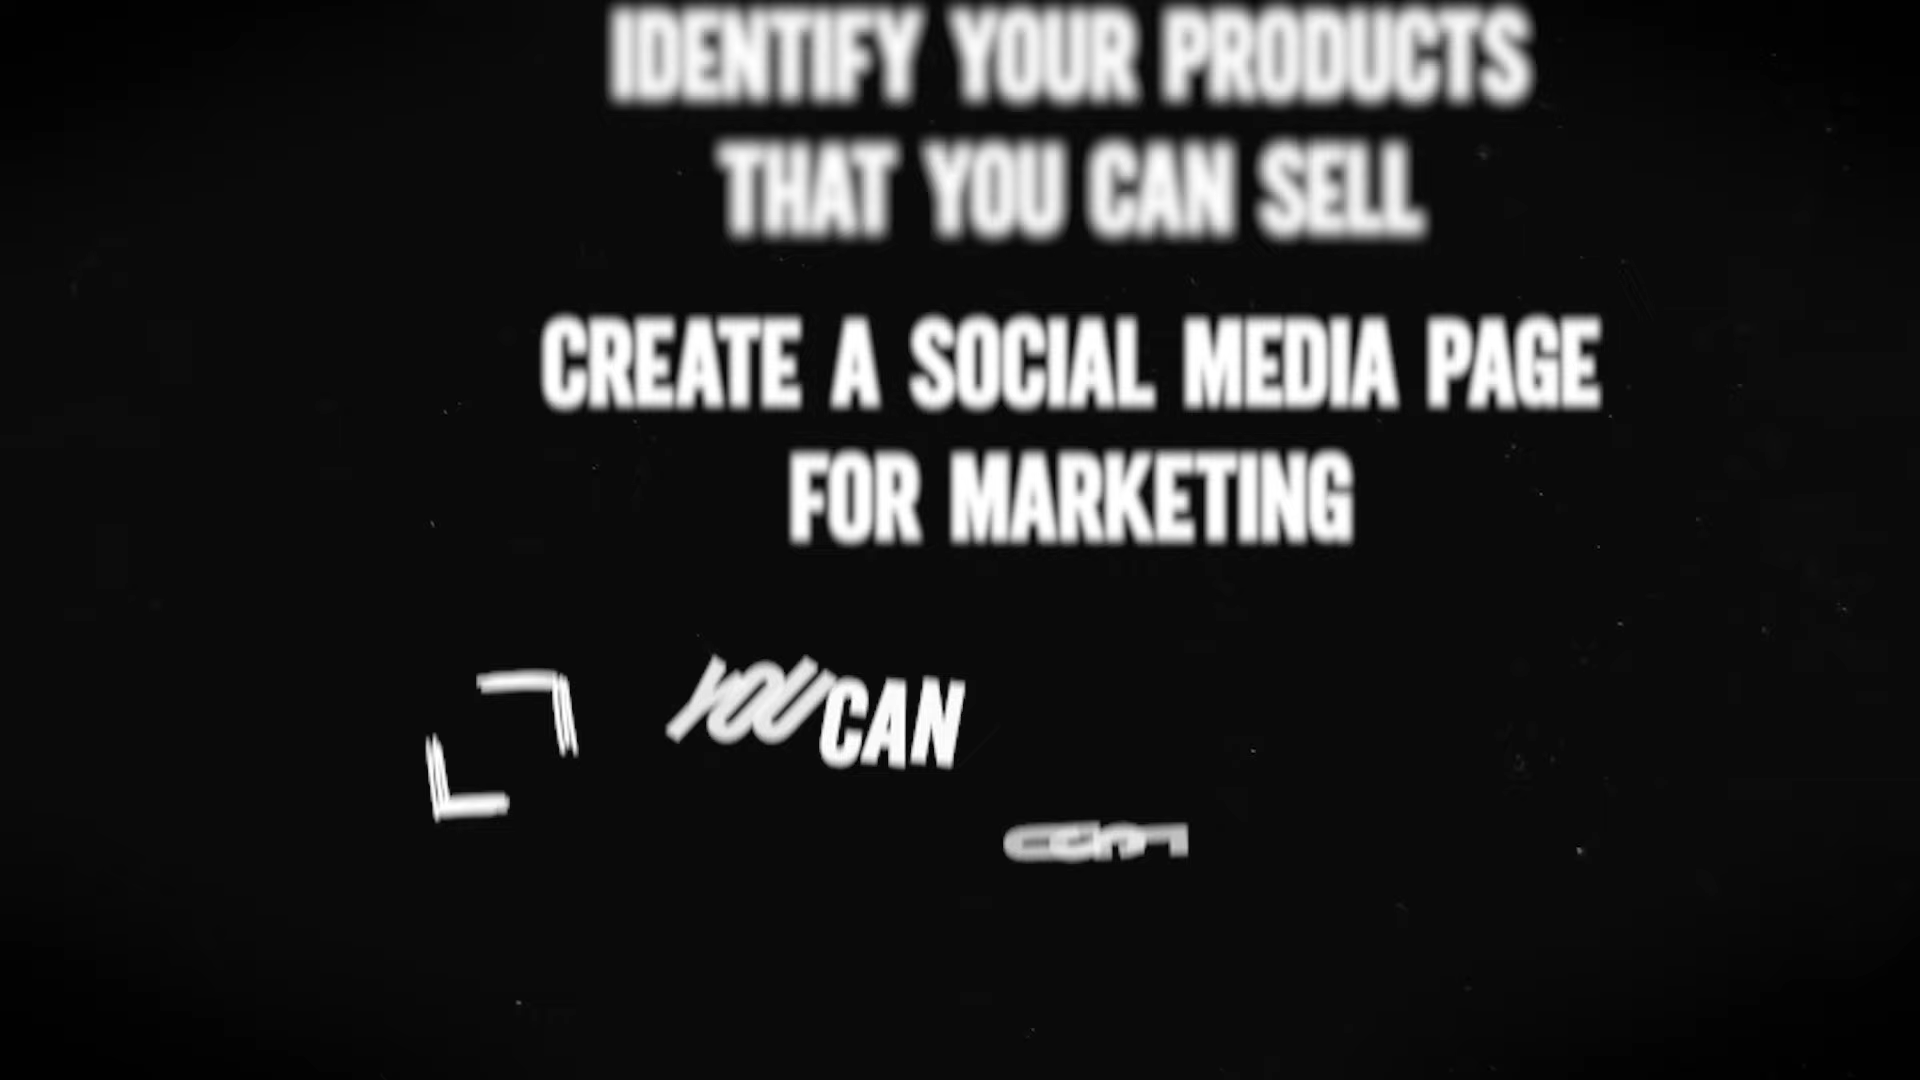 IDENTIFY YOUR PRODUCTS
THAT YOU CAN SELL
CREATE A SOCIAL MEDIA PAGE
FOR MARKETING
YOU CAN